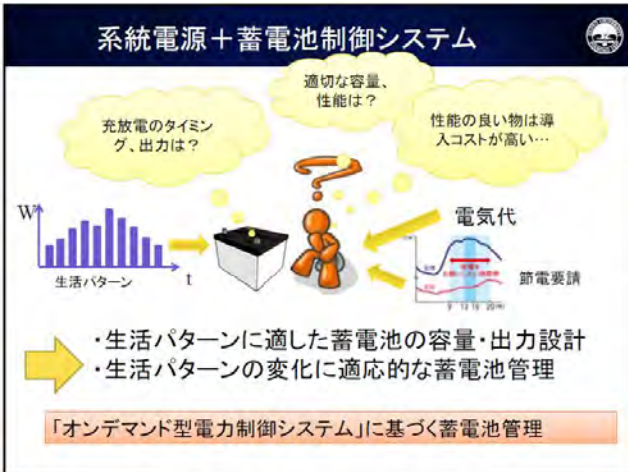 系統電源＋蓄電池制御システム
適切な容量、
性能は？
充放電のタイミン
グ、出力は？
性能の良い物は導
入コストが高い…
W
t
生活パターン
電気代
節電要請
9 13 16 20
・生活パターンに適した蓄電池の容量・出力設計
・生活パターンの変化に適応的な蓄電池管理
「オンデマンド型電力制御システム」に基づく蓄電池管理